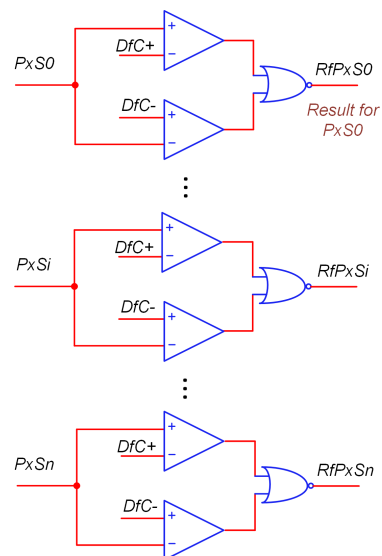 PxS0
DfC+
DfC-
RfPxS0
Result for
PxS0
PxSi
DfC+
DfC-
RfPxSi
PxSn
DfC+
DfC-
RfPxSn